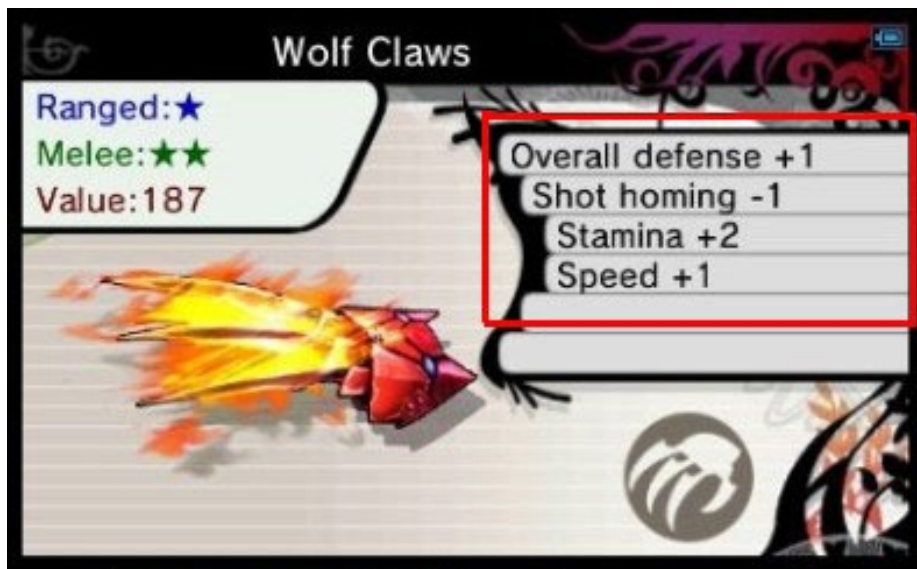 Wolf Claws
Ranged:★
Melee:★★
Value:187
Overall defense +1
Shot homing -1
Stamina +2
Speed +1